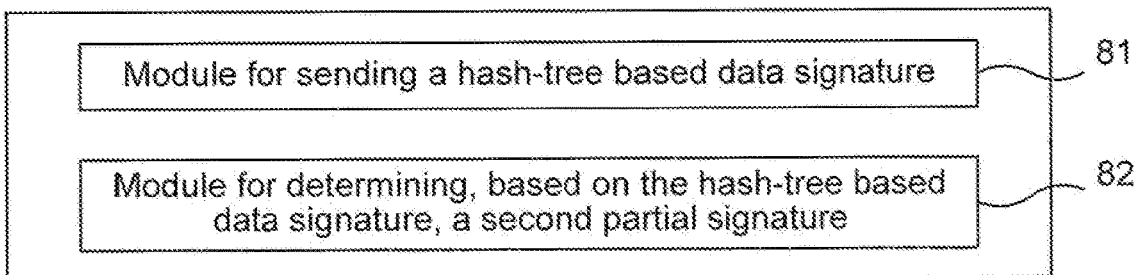 Module for sending a hash-tree based data signature
81
Module for determining, based on the hash-tree based
data signature, a second partial signature
82